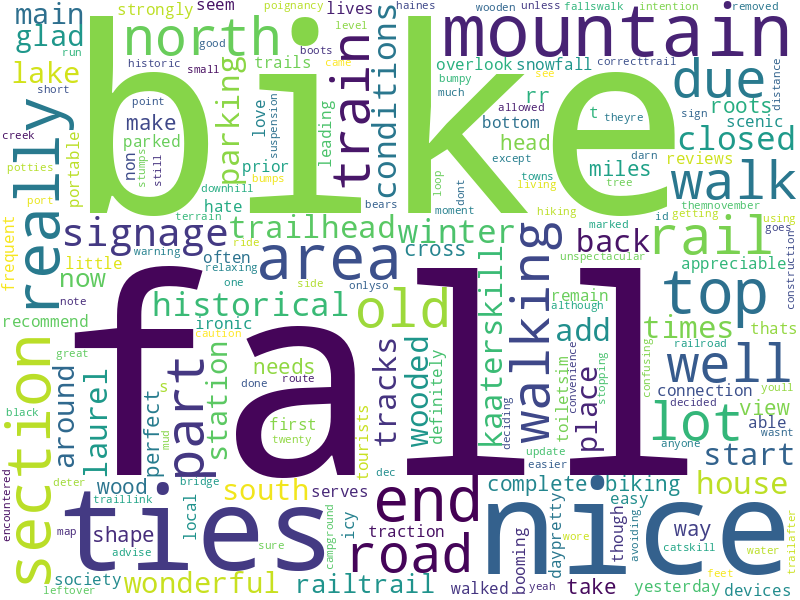 main strongly seem north lives poignancy level haines wooden unless fallswalk intention removed
glad run historic good small boots came mountain
bike
lake trails train conditions overlook snowfall due
short parking love leading rr t theyre sign roots distance
really portable make point suspension much allowed bottom head scenic closed
creek parked non stumps still prior except darn miles reviews
potties hate downhill bumps bears loop towns living tree walk
port terrain moment dont hiking id themnovember getting using
frequent signage warning ride trailhead winter marked back rail goes
now little often relaxing area cross walking unspectacular appreciable construction
note one side onlyso kaaterskill remain although top
recommend historical old add times thats
great ironic caution toiletsim railroad
fall
section around laurel part station needs tracks wooded definitely place convenience stopping confusing connection well
perfect s done route decided youll
black first twenty deciding view able lot
mud tourists update anyone wasnt
encountered deter wood bridge dec easier start
traillink south serves end complete biking house
ties nice
map shape local icy road bumpy easy though way
advise campground traction booming daypretty avoiding catskill water trailafter
society sure wore feet
leftover wonderful railtrail walked yeah take yesterday devices